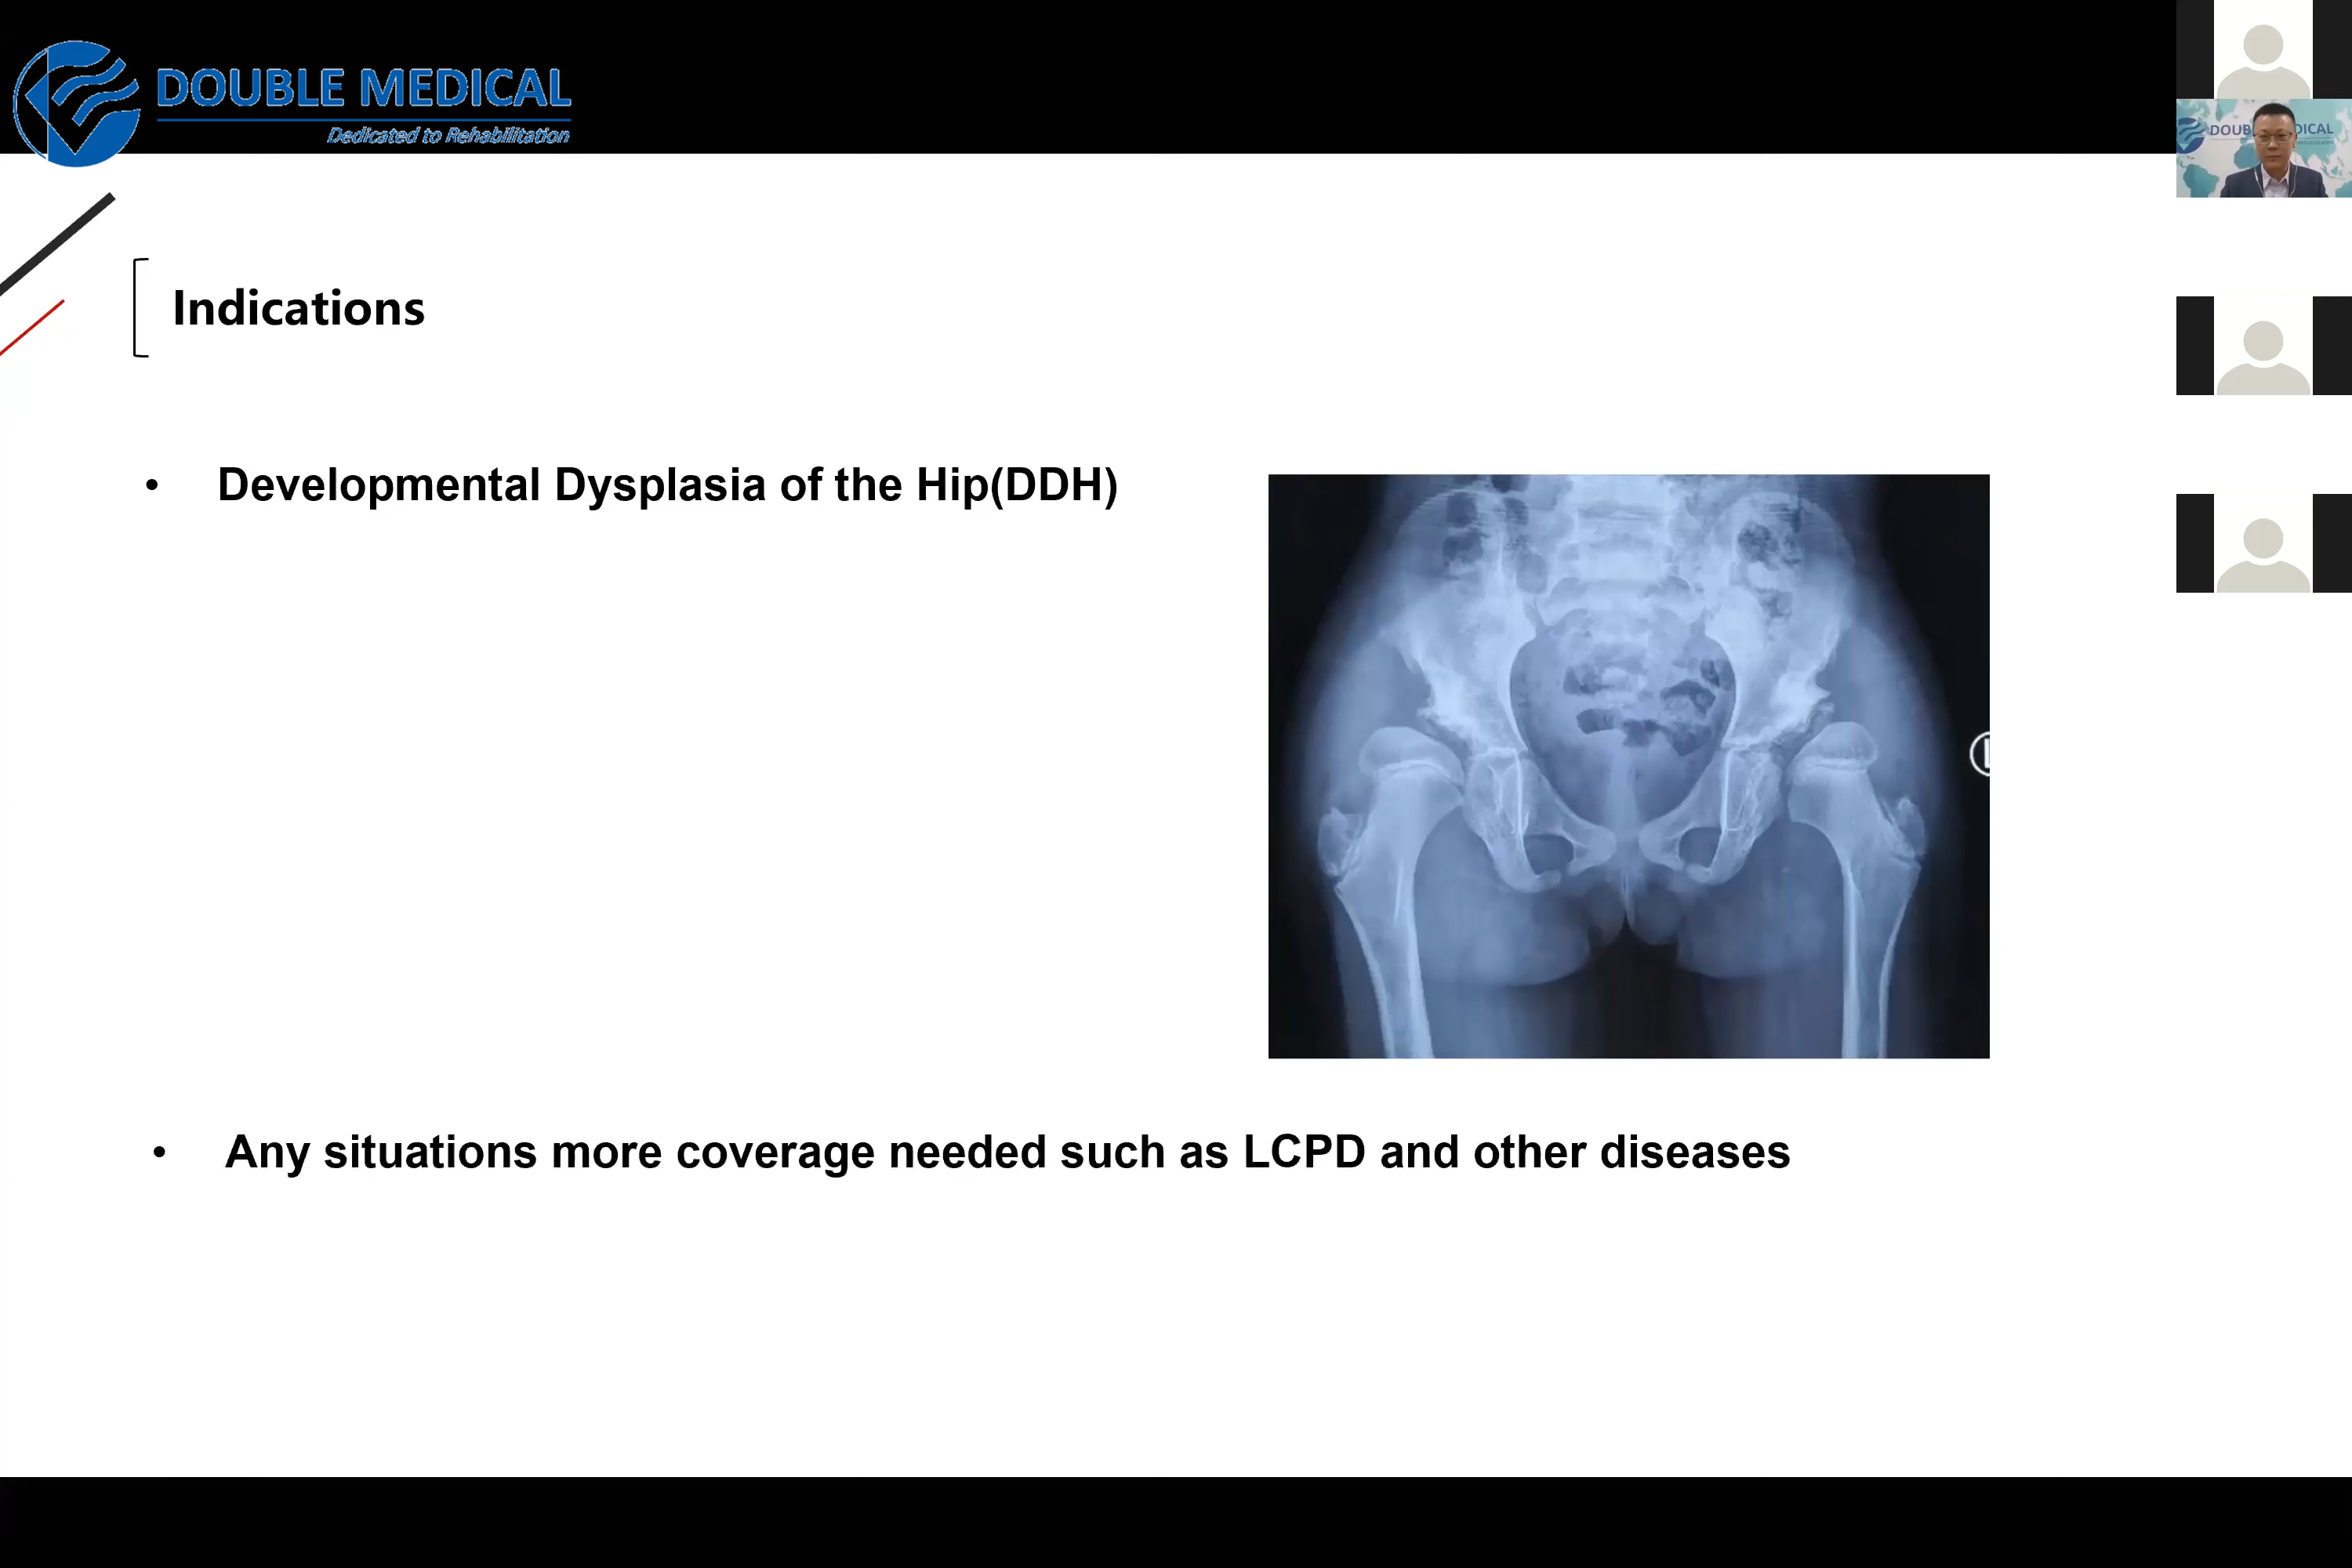 DOUBLE MEDICAL
Dedicated to Rehabilitation
Indications
• Developmental Dysplasia of the Hip(DDH)
• Any situations more coverage needed such as LCPD and other diseases